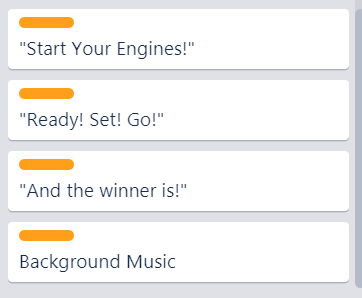 "Start Your Engines!"
"Ready! Set! Go!"
"And the winner is!"
Background Music